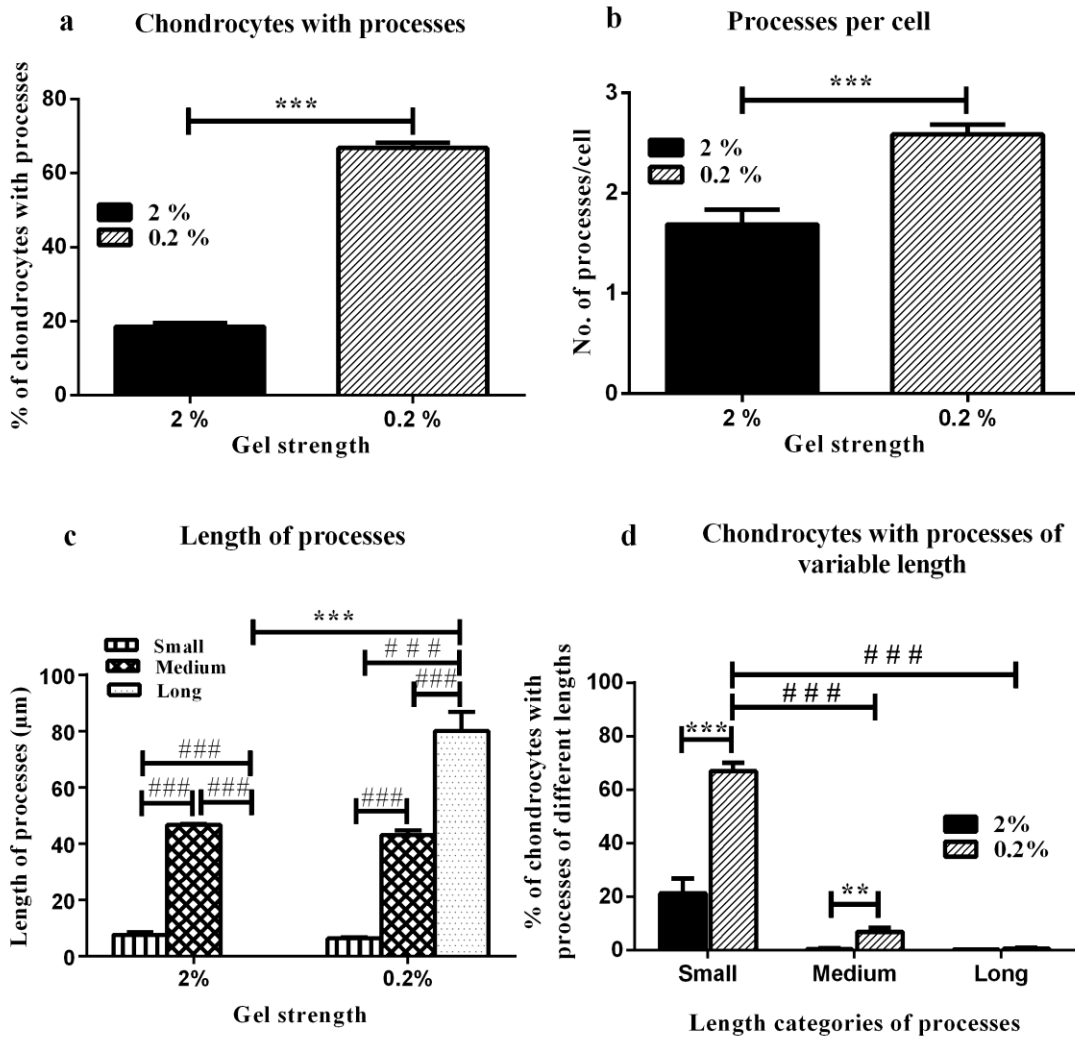 a Chondrocytes with processes
% of chondrocytes with processes
80
60
40
20
0
***
2 %
0.2 %
2 % 0.2 %
Gel strength
b Processes per cell
No. of processes/cell
3
2
1
0
***
2 %
0.2 %
2 % 0.2 %
Gel strength
c Length of processes
Length of processes (µm)
100
80
60
40
20
0
Small
Medium
Long
***
# # #
###
###
### ###
###
2% 0.2%
Gel strength
d Chondrocytes with processes of
variable length
% of chondrocytes with
processes of different lengths
100
80
60
40
20
0
# # #
# # #
***
**
2%
0.2%
Small Medium Long
Length categories of processes